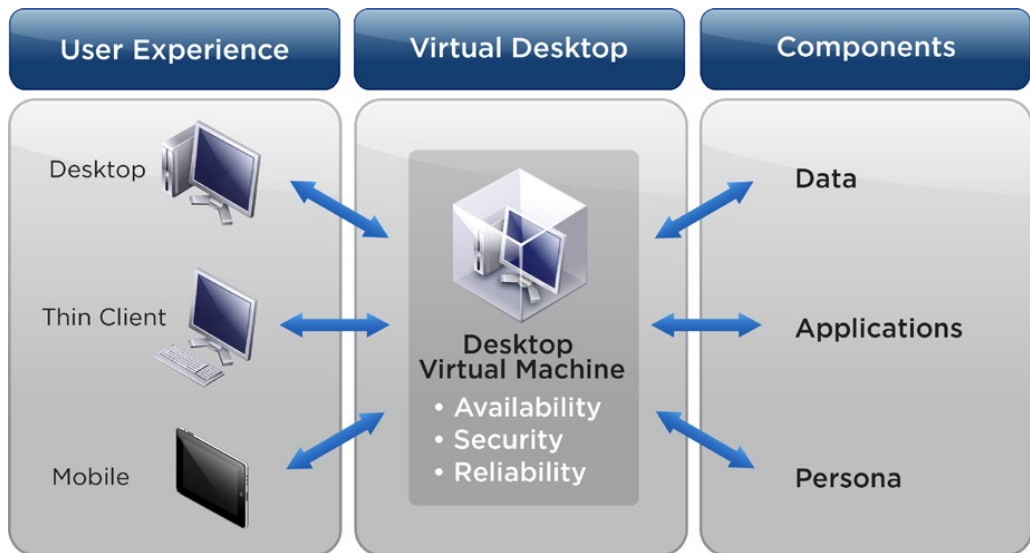 User Experience
Virtual Desktop
Components
Desktop
Thin Client
Mobile
Desktop
Virtual Machine
• Availability
• Security
• Reliability
Data
Applications
Persona